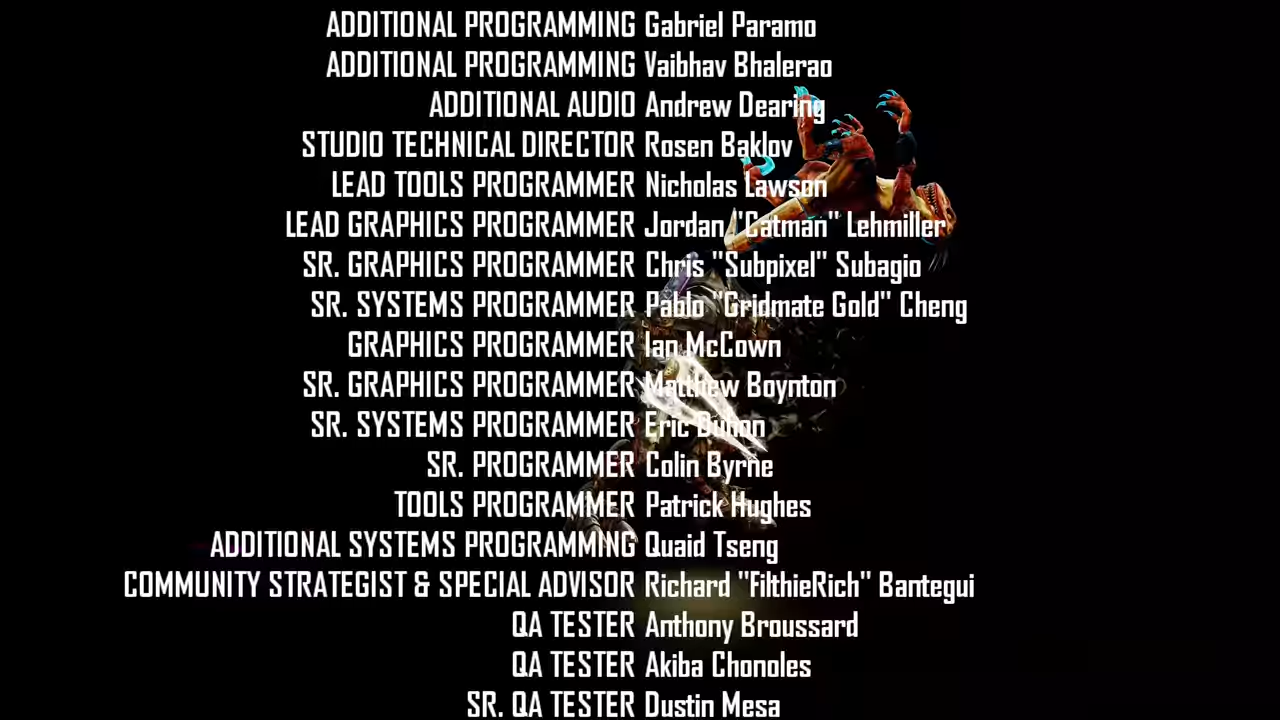 ADDITIONAL PROGRAMMING Gabriel Paramo
ADDITIONAL PROGRAMMING Vaibhav Bhalerao
ADDITIONAL AUDIO Andrew Dearing
STUDIO TECHNICAL DIRECTOR Rosen Baklov
LEAD TOOLS PROGRAMMER Nicholas Lawson
LEAD GRAPHICS PROGRAMMER Jordan "Catman" Lehmiller
SR. GRAPHICS PROGRAMMER Chris "Subpixel" Subagio
SR. SYSTEMS PROGRAMMER Pablo "Gridmate Gold" Cheng
GRAPHICS PROGRAMMER Ian McCown
SR. GRAPHICS PROGRAMMER Matthew Boynton
SR. SYSTEMS PROGRAMMER Eric Duhon
SR. PROGRAMMER Colin Byrne
TOOLS PROGRAMMER Patrick Hughes
ADDITIONAL SYSTEMS PROGRAMMING Quaid Tseng
COMMUNITY STRATEGIST & SPECIAL ADVISOR Richard "FilthieRich" Bantegui
QA TESTER Anthony Broussard
QA TESTER Akiba Chonoles
SR. QA TESTER Dustin Mesa